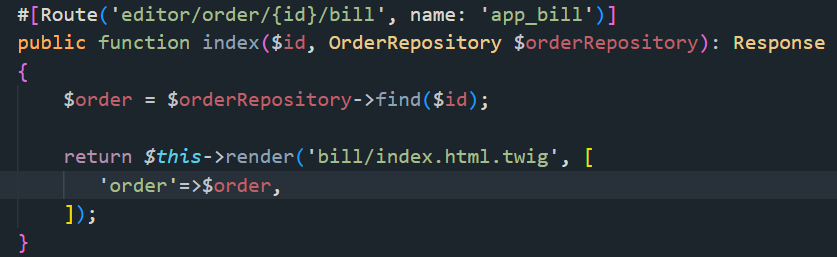 #[Route('editor/order/{id}/bill', name: 'app_bill')]
public function index($id, OrderRepository $orderRepository): Response
{
$order = $orderRepository->find($id);
return $this->render('bill/index.html.twig', [
'order'=>$order,
]);
}